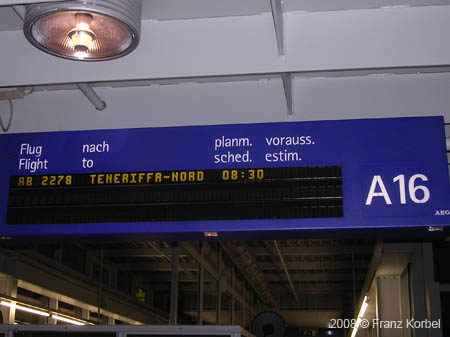 Flug nach planm. vorauss.
Flight to sched. estim.
AB 2278 TENERIFFA-NORD 08:30
A16
AEG
2008 © Franz Korbel